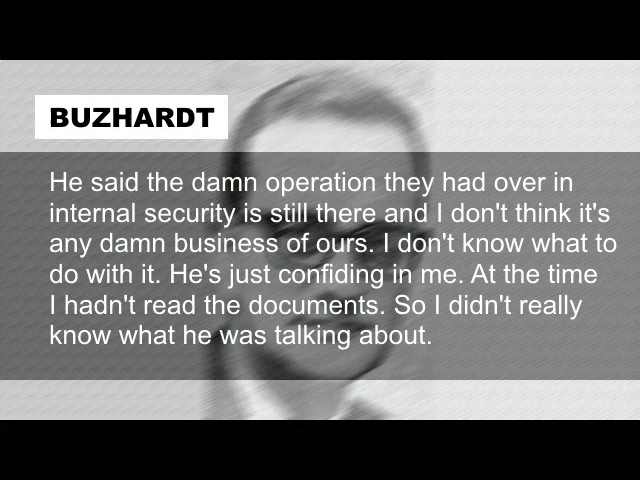 BUZHARDT
He said the damn operation they had over in
internal security is still there and I don't think it's
any damn business of ours. I don't know what to
do with it. He's just confiding in me. At the time
I hadn't read the documents. So I didn't really
know what he was talking about.